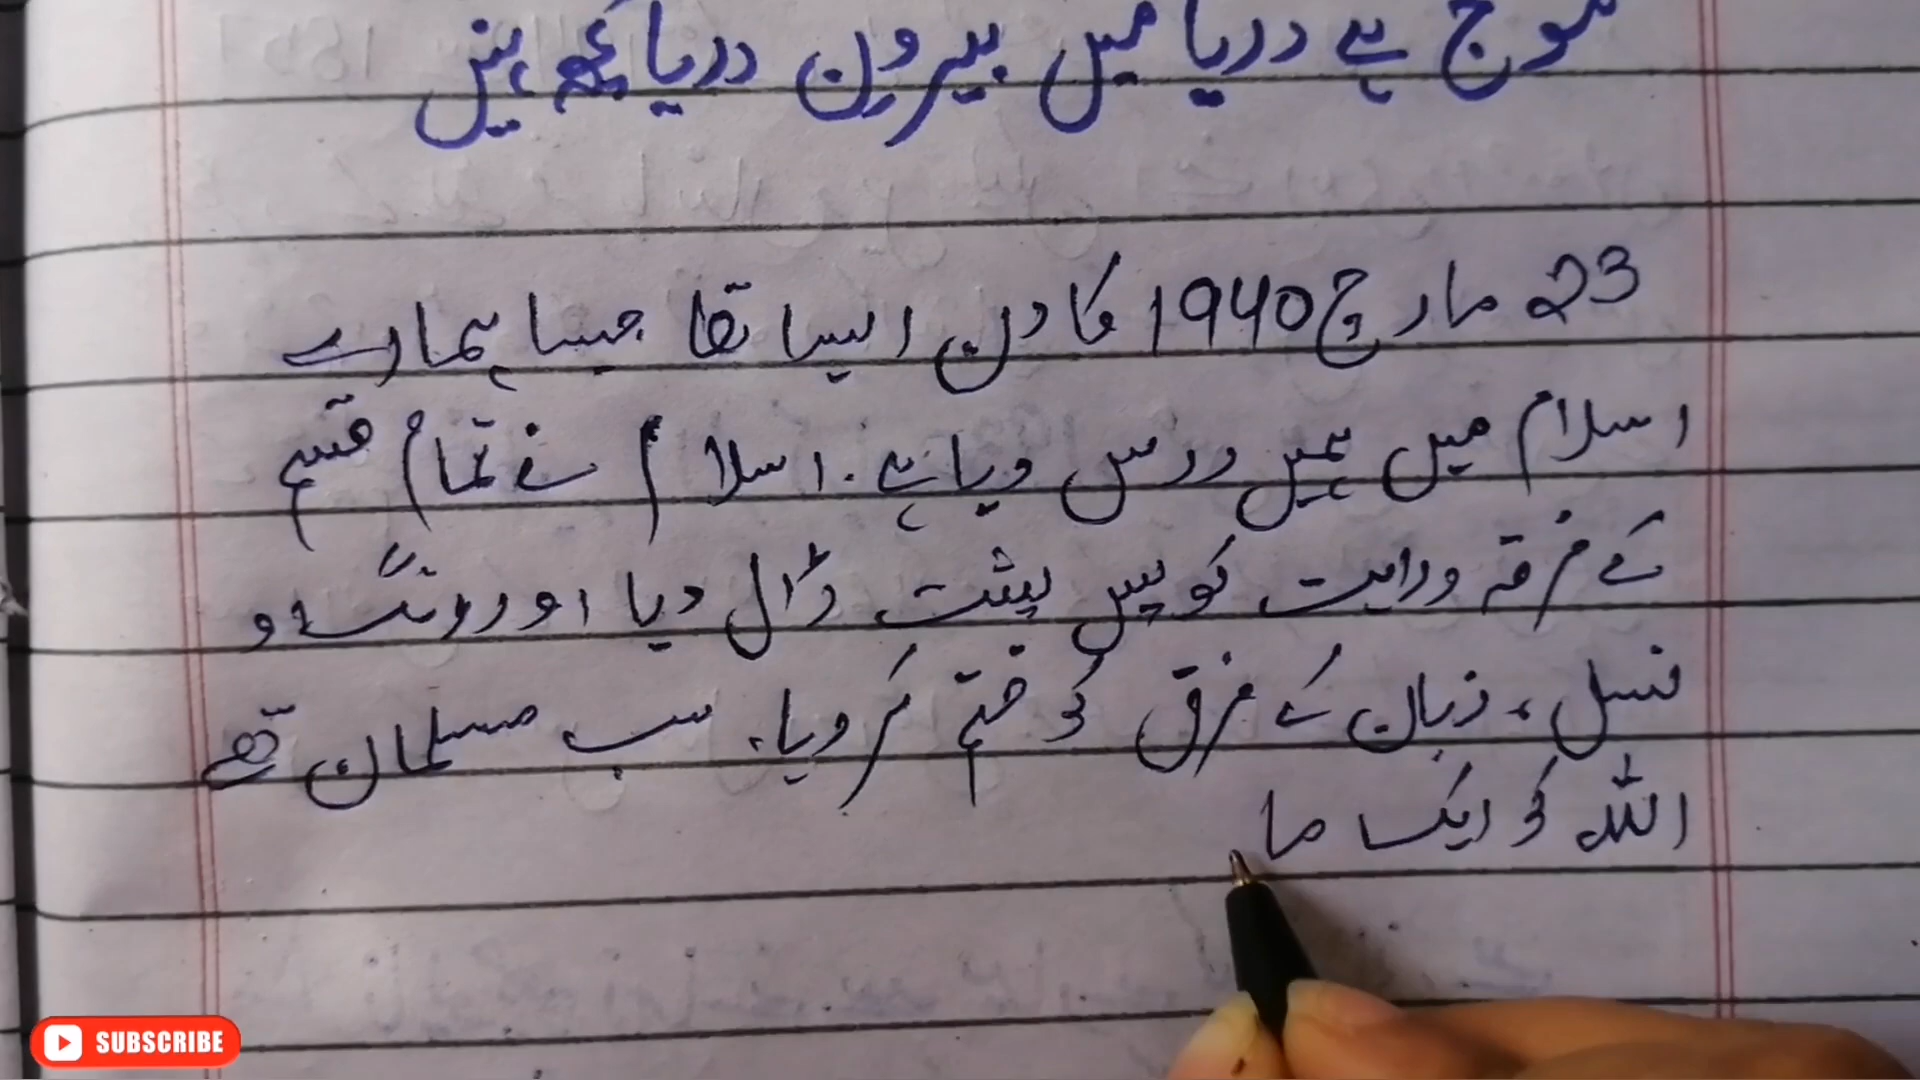 موج ہے دریا میں بیرون دریا کچھ نہیں
23 مارچ 1940 کا دن ایسا تھا جیسا ہمارے
اسلام میں ہمیں درس دیا ہے۔ اسلام نے تمام قسم
کے فرقہ ورایت کو پس پشت ڈال دیا اور رنگ و
نسل، زبان کے فرق کو ختم کر دیا۔ سب مسلمان تھے
اللہ کو ایک ما
SUBSCRIBE